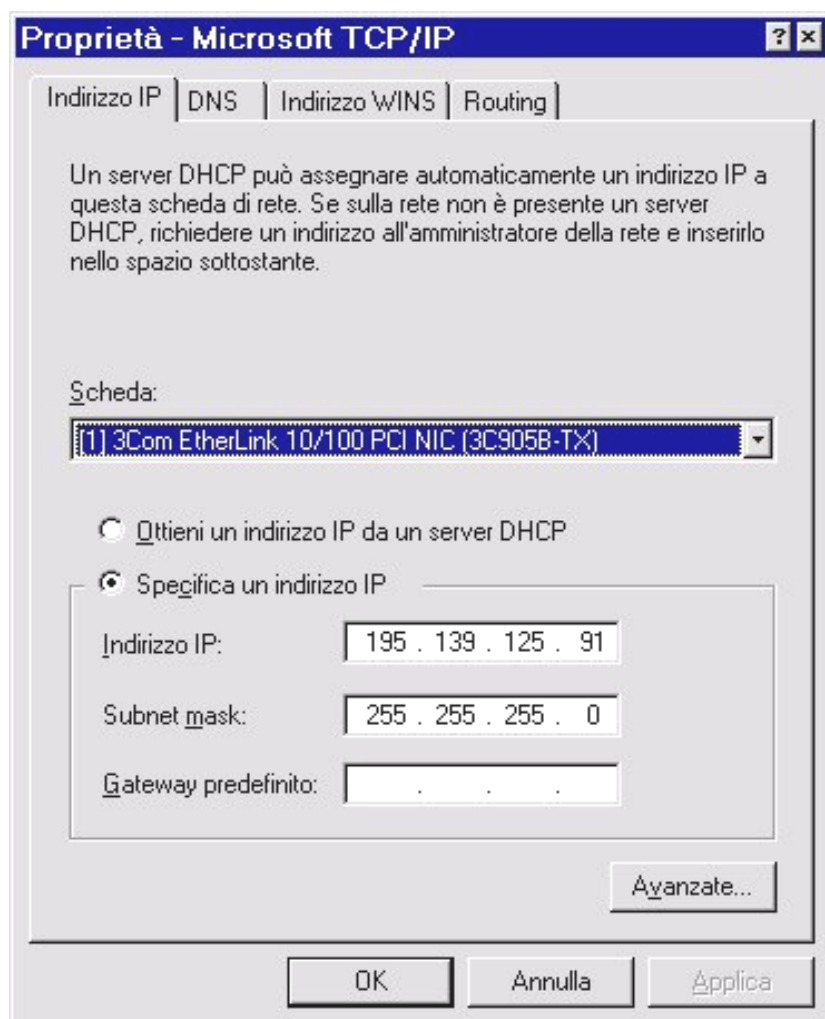 Proprietà - Microsoft TCP/IP
Indirizzo IP DNS Indirizzo WINS Routing
Un server DHCP può assegnare automaticamente un indirizzo IP a
questa scheda di rete. Se sulla rete non è presente un server
DHCP, richiedere un indirizzo all'amministratore della rete e inserirlo
nello spazio sottostante.
Scheda:
[1] 3Com EtherLink 10/100 PCI NIC (3C905B-TX)
Ottieni un indirizzo IP da un server DHCP
Specifica un indirizzo IP
Indirizzo IP: 195 . 139 . 125 . 91
Subnet mask: 255 . 255 . 255 . 0
Gateway predefinito: . . .
Avanzate...
OK Annulla Applica